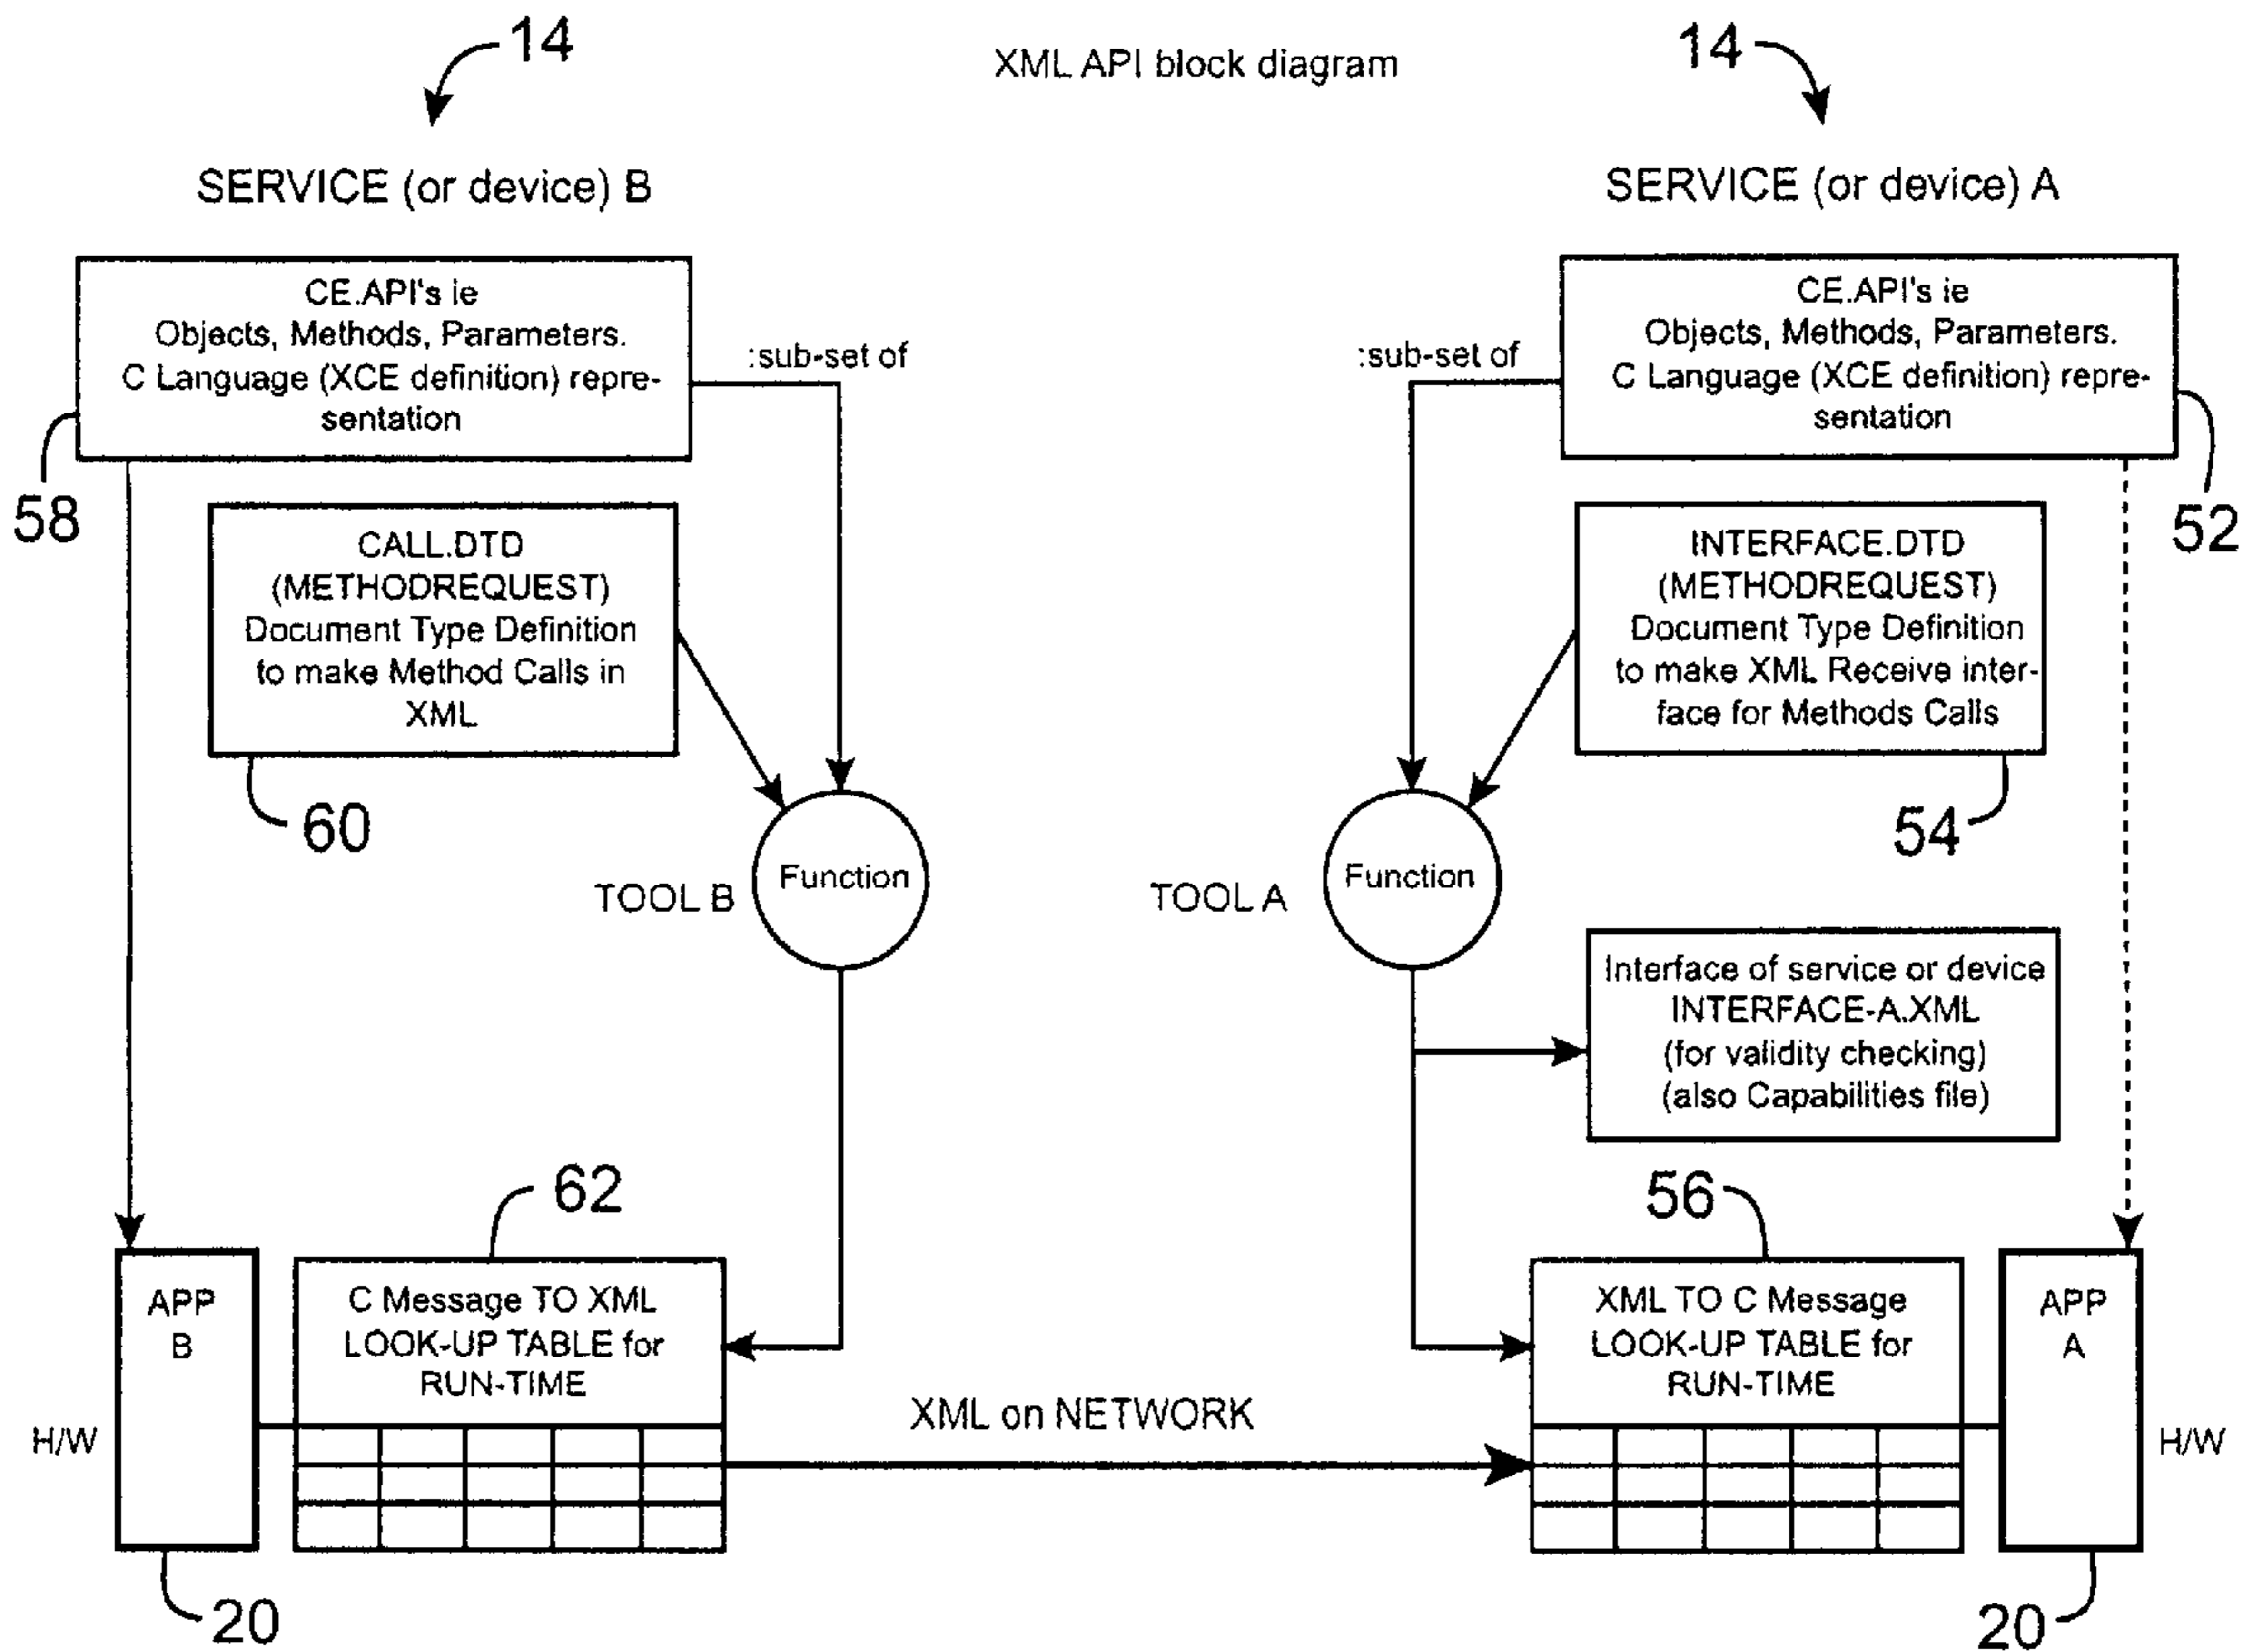 14
XML API block diagram
14
SERVICE (or device) B
SERVICE (or device) A
CE.API's ie
Objects, Methods, Parameters.
C Language (XCE definition) repre-
sentation
:sub-set of
:sub-set of
CE.API's ie
Objects, Methods, Parameters.
C Language (XCE definition) repre-
sentation
58
52
CALL.DTD
(METHODREQUEST)
Document Type Definition
to make Method Calls in
XML
INTERFACE.DTD
(METHODREQUEST)
Document Type Definition
to make XML Receive inter-
face for Methods Calls
60
54
TOOL B
Function
TOOL A
Function
Interface of service or device
INTERFACE-A.XML
(for validity checking)
(also Capabilities file)
62
56
APP
B
C Message TO XML
LOOK-UP TABLE for
RUN-TIME
XML TO C Message
LOOK-UP TABLE for
RUN-TIME
APP
A
H/W
XML on NETWORK
H/W
20
20